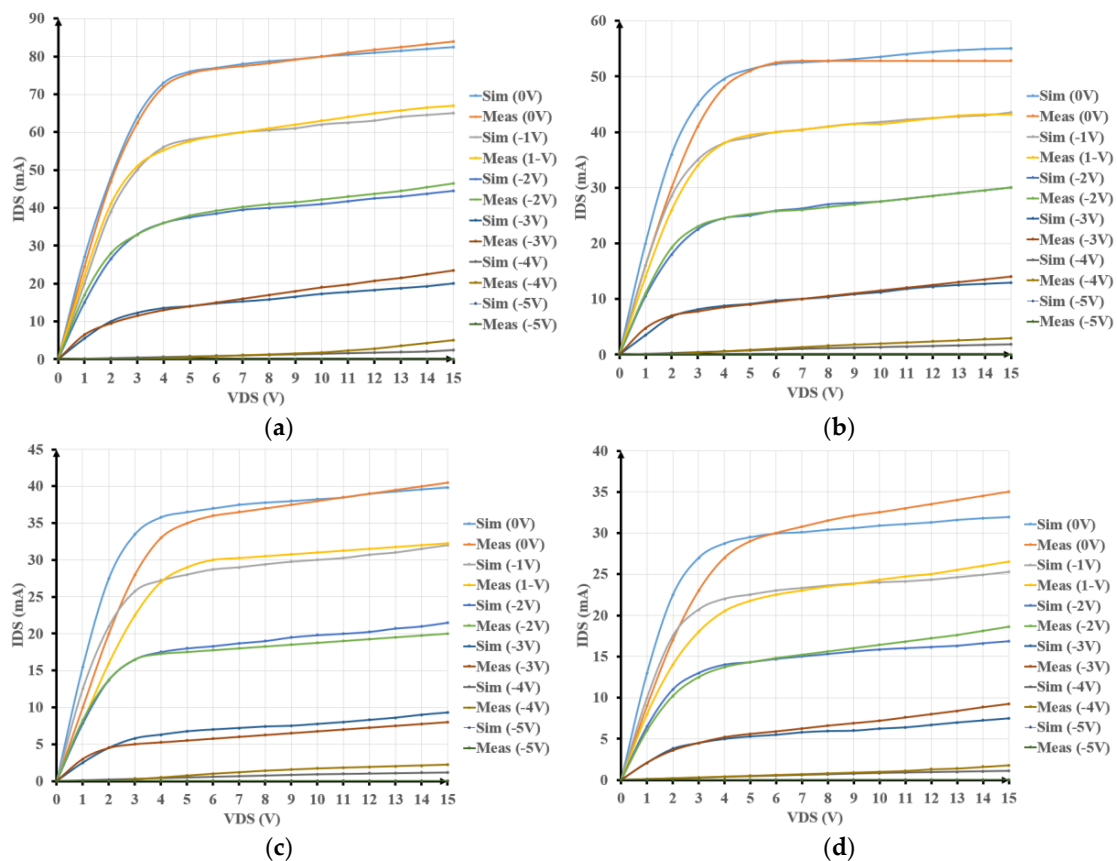 90
80
70
60
50
40
30
20
10
0
IDS (mA)
0 1 2 3 4 5 6 7 8 9 10 11 12 13 14 15
VDS (V)
Sim (0V)
Meas (0V)
Sim (-1V)
Meas (1-V)
Sim (-2V)
Meas (-2V)
Sim (-3V)
Meas (-3V)
Sim (-4V)
Meas (-4V)
Sim (-5V)
Meas (-5V)
(a)
60
50
40
30
20
10
0
IDS (mA)
0 1 2 3 4 5 6 7 8 9 10 11 12 13 14 15
VDS (V)
Sim (0V)
Meas (0V)
Sim (-1V)
Meas (1-V)
Sim (-2V)
Meas (-2V)
Sim (-3V)
Meas (-3V)
Sim (-4V)
Meas (-4V)
Sim (-5V)
Meas (-5V)
(b)
45
40
35
30
25
20
15
10
5
0
IDS (mA)
0 1 2 3 4 5 6 7 8 9 10 11 12 13 14 15
VDS (V)
Sim (0V)
Meas (0V)
Sim (-1V)
Meas (1-V)
Sim (-2V)
Meas (-2V)
Sim (-3V)
Meas (-3V)
Sim (-4V)
Meas (-4V)
Sim (-5V)
Meas (-5V)
(c)
40
35
30
25
20
15
10
5
0
IDS (mA)
0 1 2 3 4 5 6 7 8 9 10 11 12 13 14 15
VDS (V)
Sim (0V)
Meas (0V)
Sim (-1V)
Meas (1-V)
Sim (-2V)
Meas (-2V)
Sim (-3V)
Meas (-3V)
Sim (-4V)
Meas (-4V)
Sim (-5V)
Meas (-5V)
(d)